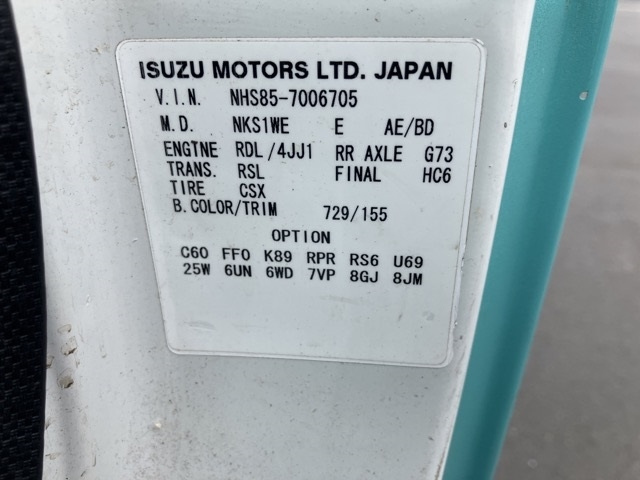 ISUZU MOTORS LTD. JAPAN
V.I.N. NHS85-7006705
M.D. NKS1WE E AE/BD
ENGTNE RDL/4JJ1 RR AXLE G73
TRANS. RSL FINAL HC6
TIRE CSX
B.COLOR/TRIM 729/155
OPTION
C60 FF0 K89 RPR RS6 U69
25W 6UN 6WD 7VP 8GJ 8JM